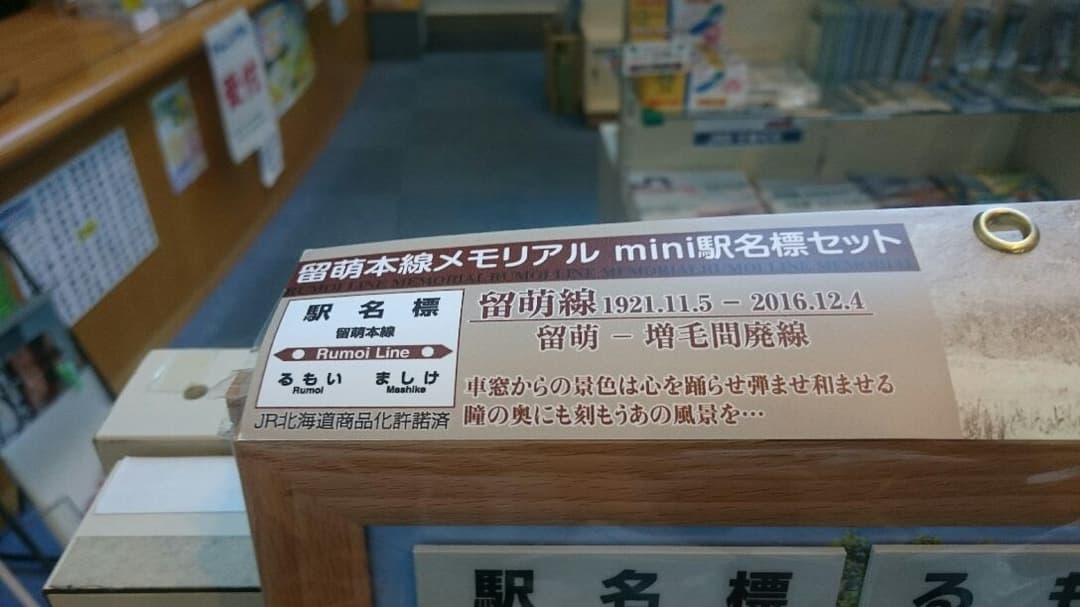 受付
留萌本線メモリアル mini駅名標セット
駅名標
留萌本線
Rumoi Line
るもい ましけ
Rumoi Mashike
JR北海道商品化許諾済
留萌線 1921.11.5 − 2016.12.4
留萌 − 増毛間廃線
車窓からの景色は心を踊らせ弾ませ和ませる
瞳の奥にも刻もうあの風景を…
駅名標
るも